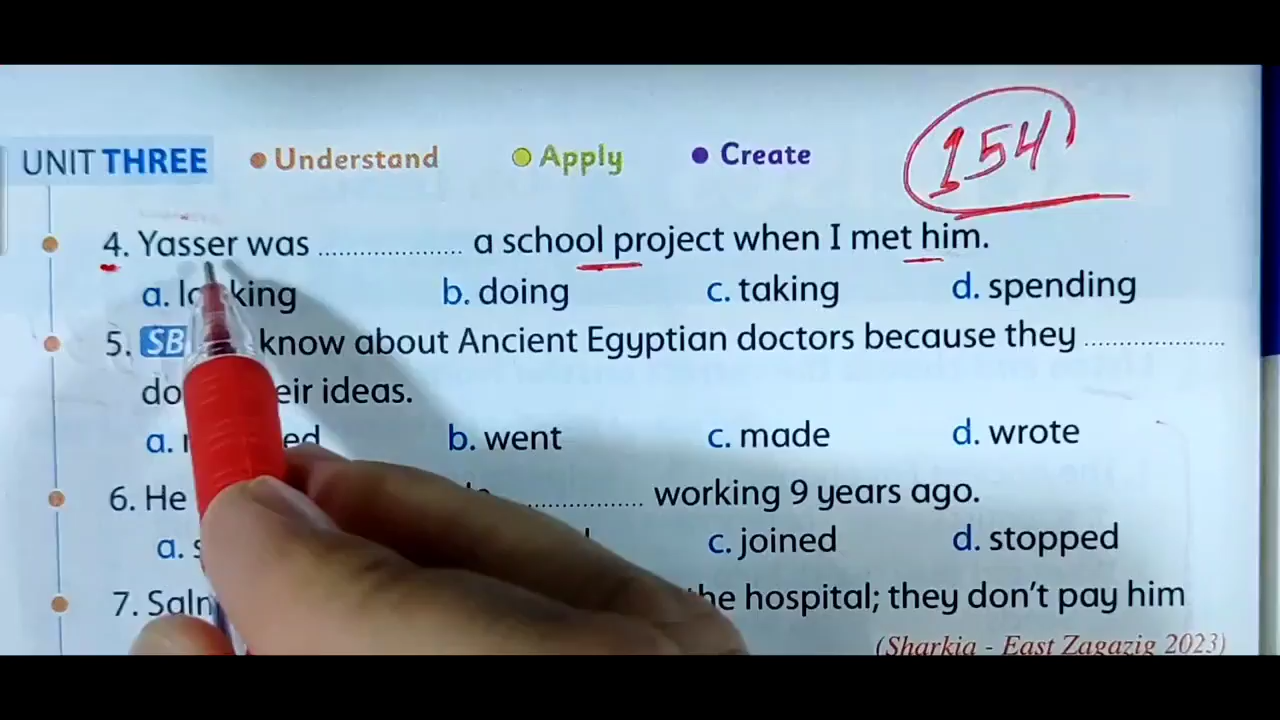 UNIT THREE Understand Apply Create 154
4. Yasser was .................... a school project when I met him.
a. looking b. doing c. taking d. spending
5. SB know about Ancient Egyptian doctors because they ....................
ideas.
b. went c. made d. wrote
6. He .................... working 9 years ago.
c. joined d. stopped
7. the hospital; they don't pay him
(Sharkia - East Zagazig 2023)